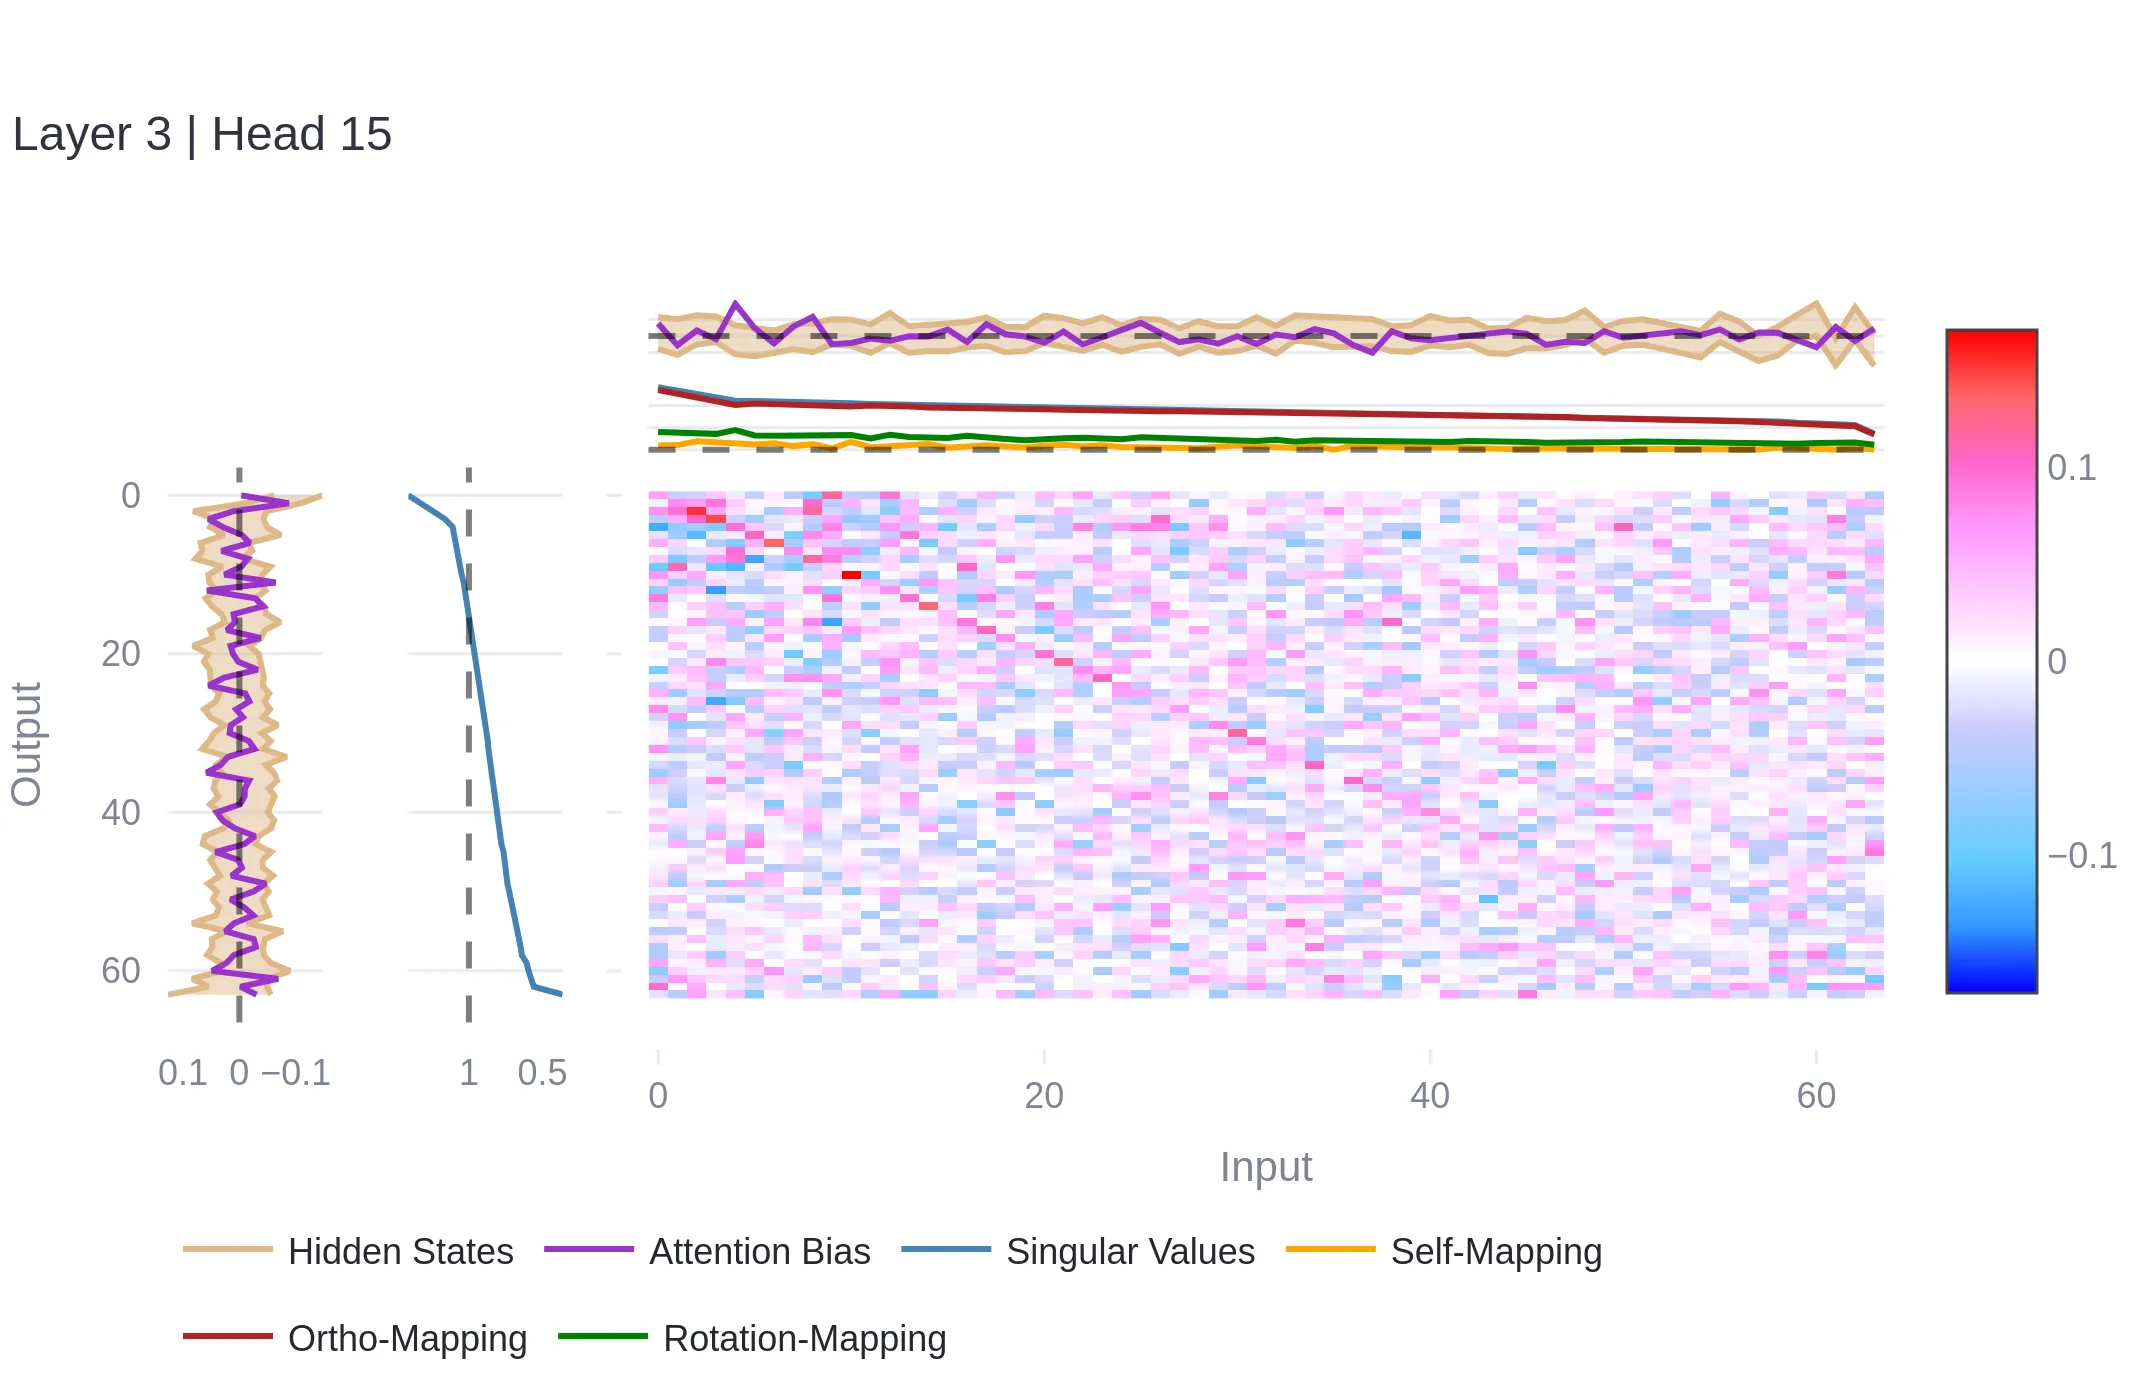 Layer 3 | Head 15
0
20
40
60
Output
0.1 0 −0.1
1 0.5
0 20 40 60
Input
0.1
0
−0.1
Hidden States Attention Bias Singular Values Self-Mapping
Ortho-Mapping Rotation-Mapping